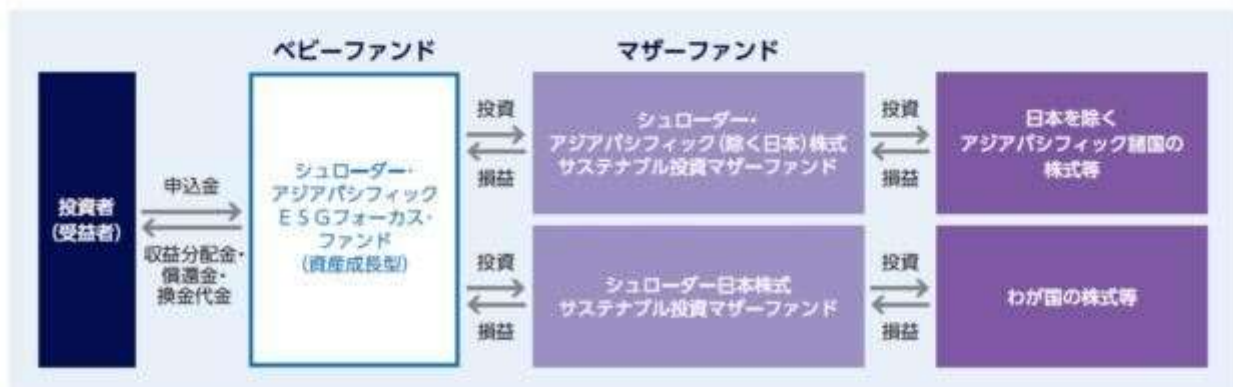 ベビーファンド
マザーファンド
投資者
(受益者)
申込金
収益分配金・
償還金・
換金代金
シュローダー・
アジアパシフィック
ESGフォーカス・
ファンド
(資産成長型)
投資
損益
投資
損益
シュローダー・
アジアパシフィック(除く日本)株式
サステナブル投資マザーファンド
シュローダー日本株式
サステナブル投資マザーファンド
投資
損益
投資
損益
日本を除く
アジアパシフィック諸国の
株式等
わが国の株式等